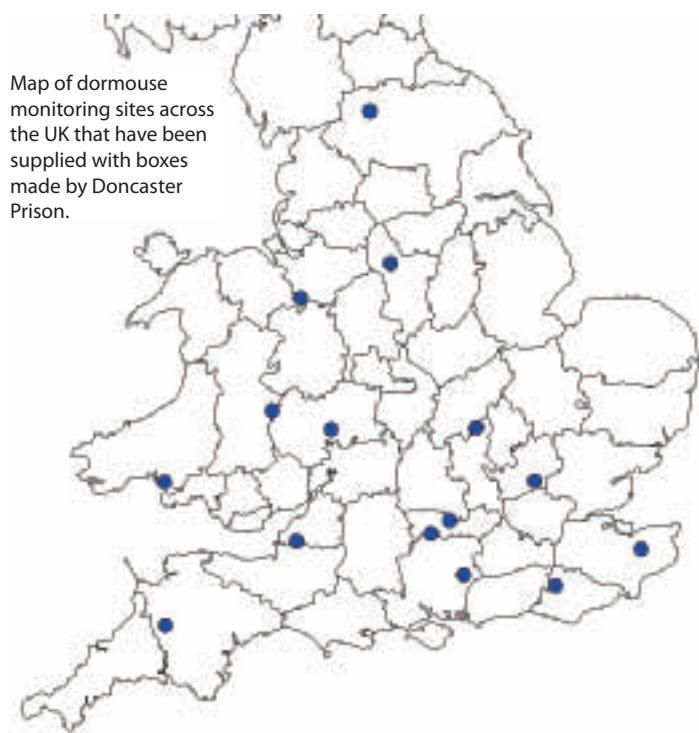 Map of dormouse
monitoring sites across
the UK that have been
supplied with boxes
made by Doncaster
Prison.